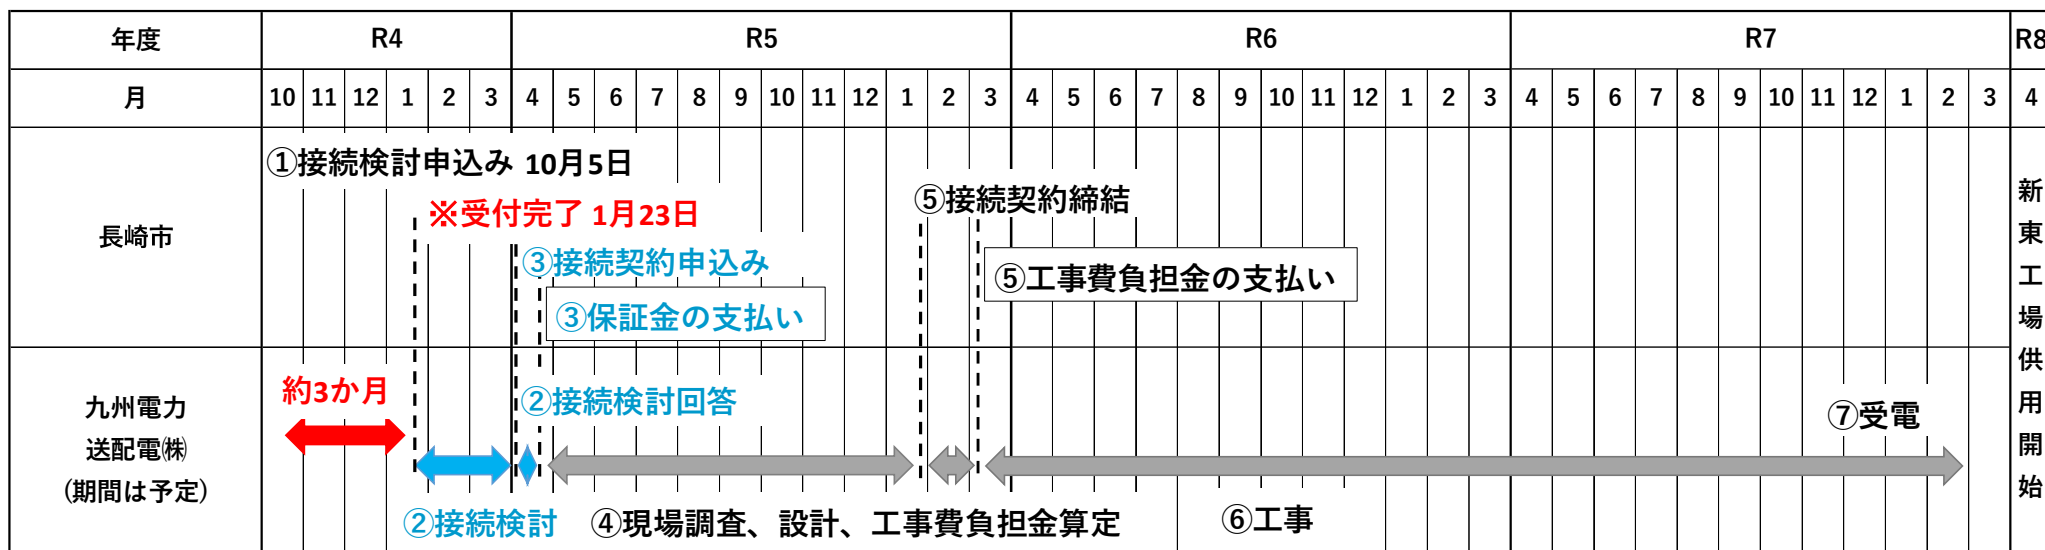 年度 R4 R5 R6 R7 R8
月 10 11 12 1 2 3 4 5 6 7 8 9 10 11 12 1 2 3 4 5 6 7 8 9 10 11 12 1 2 3 4 5 6 7 8 9 10 11 12 1 2 3 4
長崎市
①接続検討申込み 10月5日
※受付完了 1月23日
③接続契約申込み
③保証金の支払い
⑤接続契約締結
⑤工事費負担金の支払い
新東工場供用開始
九州電力
送配電㈱
(期間は予定)
約3か月
②接続検討回答
⑦受電
②接続検討
④現場調査、設計、工事費負担金算定
⑥工事